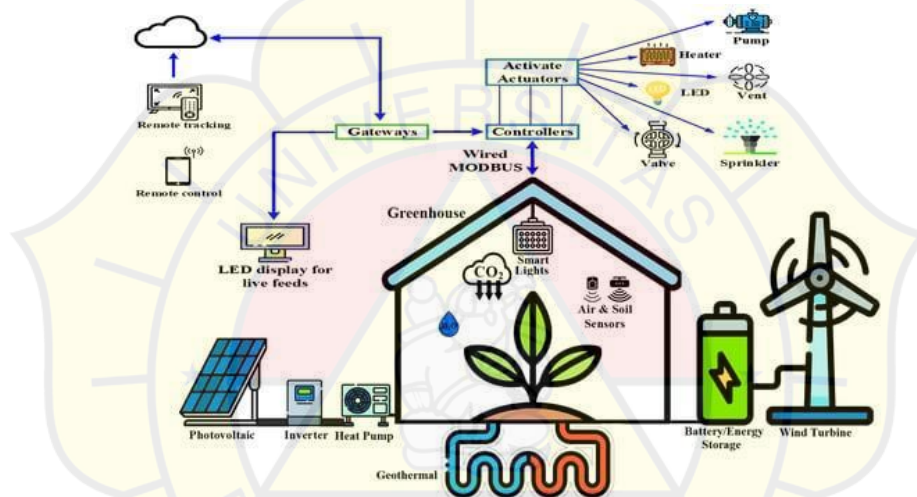 Pump
Heater
Activate
Actuators
LED
Vent
Remote tracking
Gateways
Controllers
Valve
Sprinkler
Wired
MODBUS
Remote control
Greenhouse
LED display for
live feeds
Smart
Lights
CO₂
H₂O
Air & Soil
Sensors
Photovoltaic
Inverter
Heat Pump
Battery/Energy
Storage
Wind Turbine
Geothermal
UNIVERSITAS